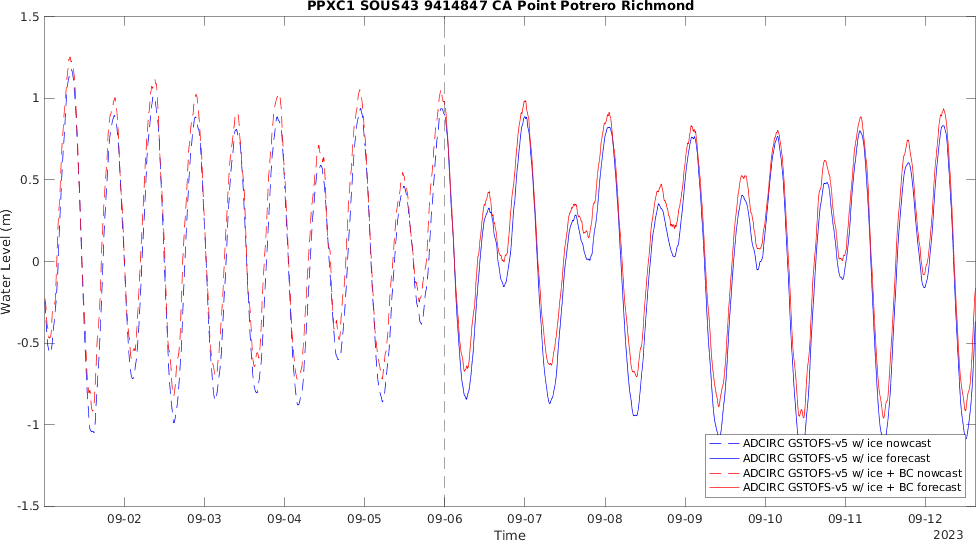 PPXC1 SOUS43 9414847 CA Point Potrero Richmond
1.5
1
0.5
0
-0.5
-1
-1.5
Water Level (m)
ADCIRC GSTOFS-v5 w/ ice nowcast
ADCIRC GSTOFS-v5 w/ ice forecast
ADCIRC GSTOFS-v5 w/ ice + BC nowcast
ADCIRC GSTOFS-v5 w/ ice + BC forecast
09-02 09-03 09-04 09-05 09-06 09-07 09-08 09-09 09-10 09-11 09-12
Time
2023